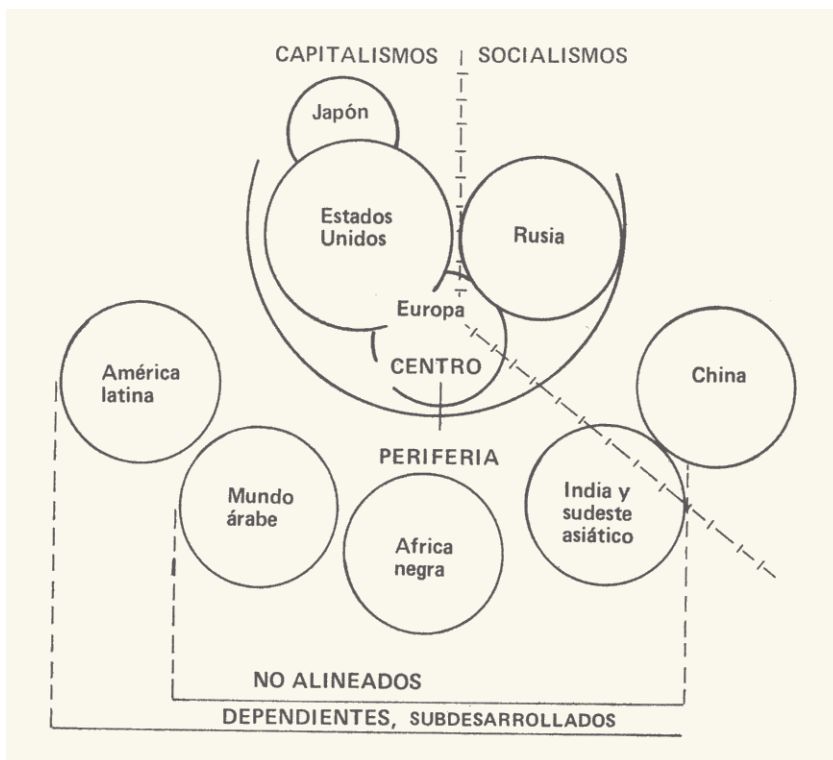 CAPITALISMOS
SOCIALISMOS
Japón
Estados
Unidos
Rusia
Europa
CENTRO
América
latina
China
PERIFERIA
Mundo
árabe
Africa
negra
India y
sudeste
asiático
NO ALINEADOS
DEPENDIENTES, SUBDESARROLLADOS